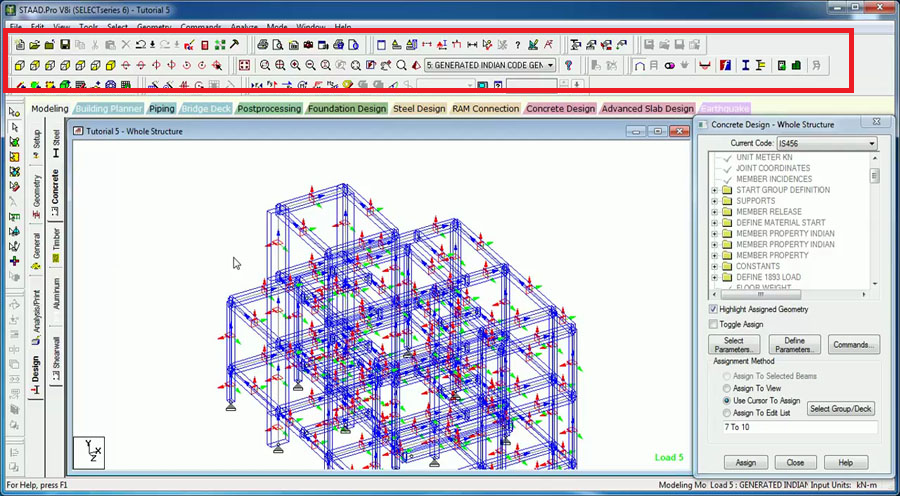 STAAD.Pro V8i (SELECTseries 6) - Tutorial 5
File Edit View Tools Select Geometry Commands Analyze Mode Window Help
5: GENERATED INDIAN CODE GEN
Modeling Building Planner Piping Bridge Deck Postprocessing Foundation Design Steel Design RAM Connection Concrete Design Advanced Slab Design Earthquake
Setup
Geometry
General
Analysis/Print
Design
Steel
Concrete
Timber
Aluminum
Shearwall
Tutorial 5 - Whole Structure
Y
X
Z
Load 5
Concrete Design - Whole Structure
Current Code: IS456
UNIT METER KN
JOINT COORDINATES
MEMBER INCIDENCES
START GROUP DEFINITION
SUPPORTS
MEMBER RELEASE
DEFINE MATERIAL START
MEMBER PROPERTY INDIAN
MEMBER PROPERTY INDIAN
MEMBER PROPERTY
CONSTANTS
DEFINE 1893 LOAD
FLOOR WEIGHT
Highlight Assigned Geometry
Toggle Assign
Select Parameters..
Define Parameters..
Commands...
Assignment Method
Assign To Selected Beams
Assign To View
Use Cursor To Assign
Assign To Edit List
Select Group/Deck
7 To 10
Assign Close Help
For Help, press F1
Modeling Mo Load 5 : GENERATED INDIAN Input Units: kN-m